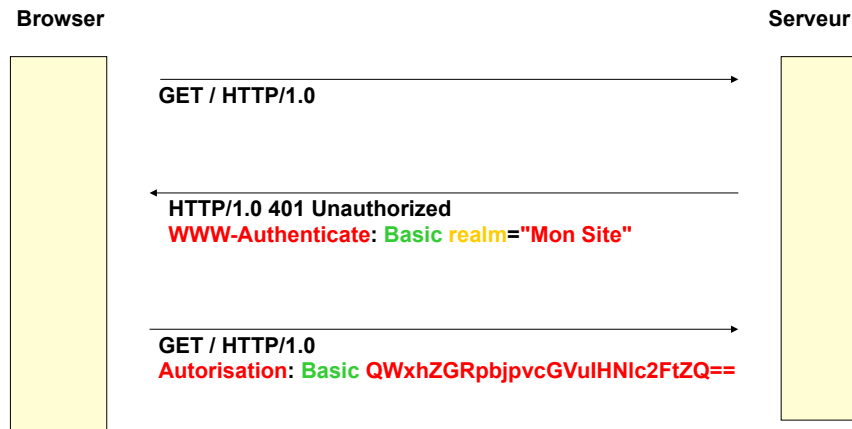 Browser
Serveur
GET / HTTP/1.0
HTTP/1.0 401 Unauthorized
WWW-Authenticate: Basic realm="Mon Site"
GET / HTTP/1.0
Autorisation: Basic QWxhZGRpbjpvcGVuIHNlc2FtZQ==